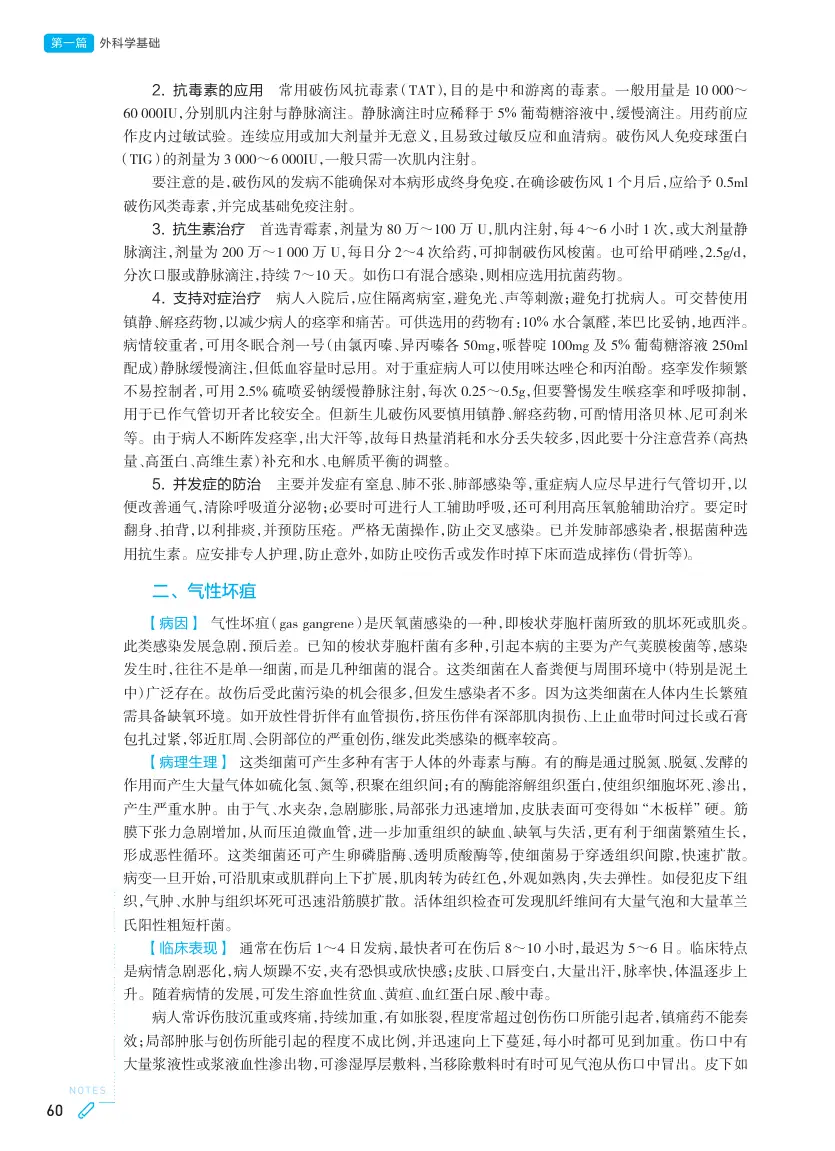 第一篇 外科学基础
2. 抗毒素的应用 常用破伤风抗毒素(TAT),目的是中和游离的毒素。一般用量是 10 000～
60 000IU,分别肌内注射与静脉滴注。静脉滴注时应稀释于 5% 葡萄糖溶液中,缓慢滴注。用药前应
作皮内过敏试验。连续应用或加大剂量并无意义,且易致过敏反应和血清病。破伤风人免疫球蛋白
(TIG)的剂量为 3 000～6 000IU,一般只需一次肌内注射。
要注意的是,破伤风的发病不能确保对本病形成终身免疫,在确诊破伤风 1 个月后,应给予 0.5ml
破伤风类毒素,并完成基础免疫注射。
3. 抗生素治疗 首选青霉素,剂量为 80 万～100 万 U,肌内注射,每 4～6 小时 1 次,或大剂量静
脉滴注,剂量为 200 万～1 000 万 U,每日分 2～4 次给药,可抑制破伤风梭菌。也可给甲硝唑,2.5g/d,
分次口服或静脉滴注,持续 7～10 天。如伤口有混合感染,则相应选用抗菌药物。
4. 支持对症治疗 病人入院后,应住隔离病室,避免光、声等刺激;避免打扰病人。可交替使用
镇静、解痉药物,以减少病人的痉挛和痛苦。可供选用的药物有:10% 水合氯醛,苯巴比妥钠,地西泮。
病情较重者,可用冬眠合剂一号(由氯丙嗪、异丙嗪各 50mg,哌替啶 100mg 及 5% 葡萄糖溶液 250ml
配成)静脉缓慢滴注,但低血容量时忌用。对于重症病人可以使用咪达唑仑和丙泊酚。痉挛发作频繁
不易控制者,可用 2.5% 硫喷妥钠缓慢静脉注射,每次 0.25～0.5g,但要警惕发生喉痉挛和呼吸抑制,
用于已作气管切开者比较安全。但新生儿破伤风要慎用镇静、解痉药物,可酌情用洛贝林、尼可刹米
等。由于病人不断阵发痉挛,出大汗等,故每日热量消耗和水分丢失较多,因此要十分注意营养(高热
量、高蛋白、高维生素)补充和水、电解质平衡的调整。
5. 并发症的防治 主要并发症有窒息、肺不张、肺部感染等,重症病人应尽早进行气管切开,以
便改善通气,清除呼吸道分泌物;必要时可进行人工辅助呼吸,还可利用高压氧舱辅助治疗。要定时
翻身、拍背,以利排痰,并预防压疮。严格无菌操作,防止交叉感染。已并发肺部感染者,根据菌种选
用抗生素。应安排专人护理,防止意外,如防止咬伤舌或发作时掉下床而造成摔伤(骨折等)。
二、气性坏疽
【病因】 气性坏疽(gas gangrene)是厌氧菌感染的一种,即梭状芽胞杆菌所致的肌坏死或肌炎。
此类感染发展急剧,预后差。已知的梭状芽胞杆菌有多种,引起本病的主要为产气荚膜梭菌等,感染
发生时,往往不是单一细菌,而是几种细菌的混合。这类细菌在人畜粪便与周围环境中(特别是泥土
中)广泛存在。故伤后受此菌污染的机会很多,但发生感染者不多。因为这类细菌在人体内生长繁殖
需具备缺氧环境。如开放性骨折伴有血管损伤,挤压伤伴有深部肌肉损伤、上止血带时间过长或石膏
包扎过紧,邻近肛周、会阴部位的严重创伤,继发此类感染的概率较高。
【病理生理】 这类细菌可产生多种有害于人体的外毒素与酶。有的酶是通过脱氮、脱氨、发酵的
作用而产生大量气体如硫化氢、氮等,积聚在组织间;有的酶能溶解组织蛋白,使组织细胞坏死、渗出,
产生严重水肿。由于气、水夹杂,急剧膨胀,局部张力迅速增加,皮肤表面可变得如“木板样”硬。筋
膜下张力急剧增加,从而压迫微血管,进一步加重组织的缺血、缺氧与失活,更有利于细菌繁殖生长,
形成恶性循环。这类细菌还可产生卵磷脂酶、透明质酸酶等,使细菌易于穿透组织间隙,快速扩散。
病变一旦开始,可沿肌束或肌群向上下扩展,肌肉转为砖红色,外观如熟肉,失去弹性。如侵犯皮下组
织,气肿、水肿与组织坏死可迅速沿筋膜扩散。活体组织检查可发现肌纤维间有大量气泡和大量革兰
氏阳性粗短杆菌。
【临床表现】 通常在伤后 1～4 日发病,最快者可在伤后 8～10 小时,最迟为 5～6 日。临床特点
是病情急剧恶化,病人烦躁不安,夹有恐惧或欣快感;皮肤、口唇变白,大量出汗,脉率快,体温逐步上
升。随着病情的发展,可发生溶血性贫血、黄疸、血红蛋白尿、酸中毒。
病人常诉伤肢沉重或疼痛,持续加重,有如胀裂,程度常超过创伤伤口所能引起者,镇痛药不能奏
效;局部肿胀与创伤所能引起的程度不成比例,并迅速向上下蔓延,每小时都可见到加重。伤口中有
大量浆液性或浆液血性渗出物,可渗湿厚层敷料,当移除敷料时有时可见气泡从伤口中冒出。皮下如
NOTES
60